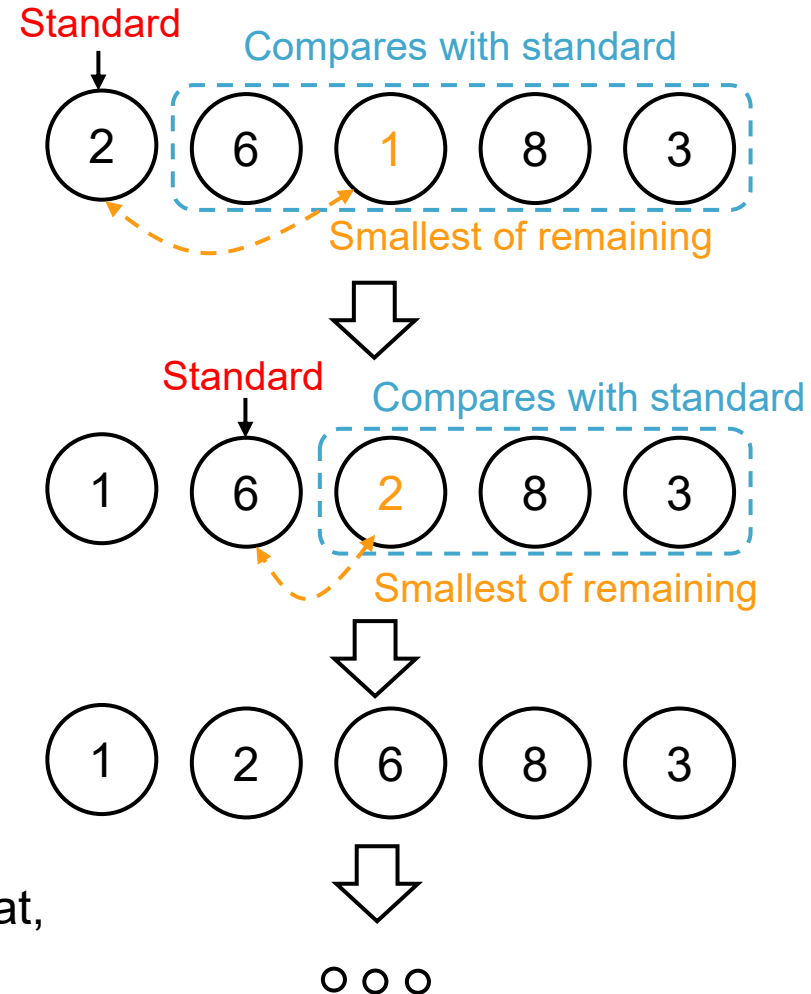 Standard
Compares with standard
2 6 1 8 3
Smallest of remaining
Standard
Compares with standard
1 6 2 8 3
Smallest of remaining
1 2 6 8 3
at,